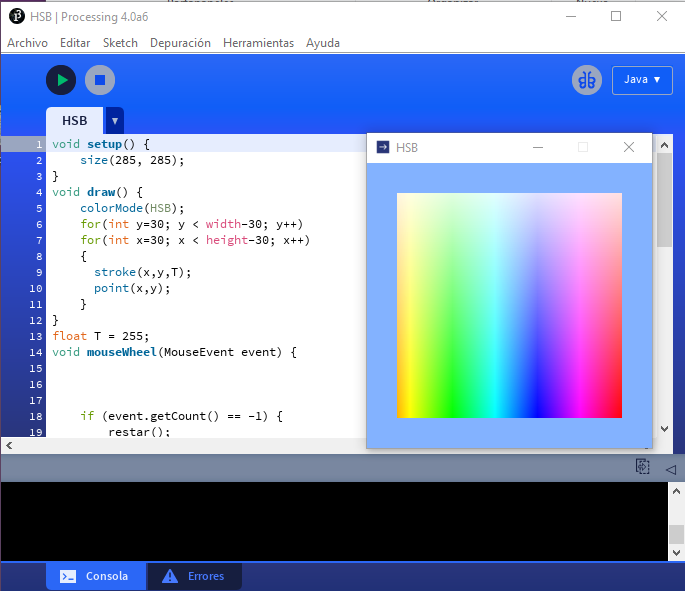 HSB | Processing 4.0a6
Archivo Editar Sketch Depuración Herramientas Ayuda
Java ▾
HSB ▾
1 void setup() {
2 size(285, 285);
3 }
4 void draw() {
5 colorMode(HSB);
6 for(int y=30; y < width-30; y++)
7 for(int x=30; x < height-30; x++)
8 {
9 stroke(x,y,T);
10 point(x,y);
11 }
12 }
13 float T = 255;
14 void mouseWheel(MouseEvent event) {
15
16
17
18 if (event.getCount() == -1) {
19 restar();
HSB
Consola Errores